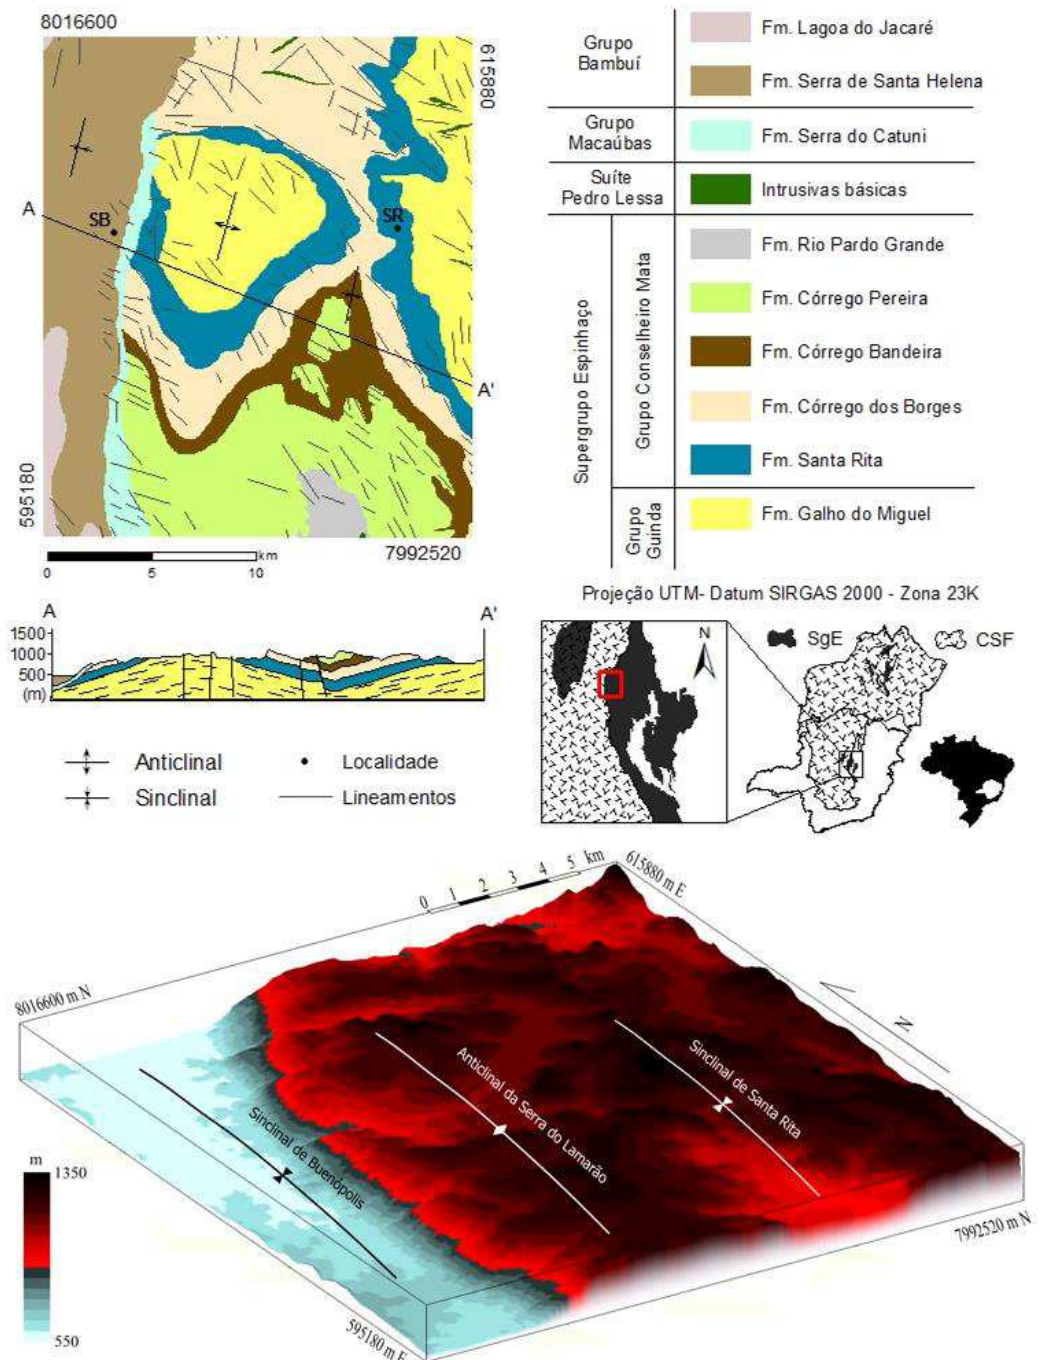 8016600
615880
A
SB
SR
A'
595180
7992520
0 5 10 km
Grupo
Bambuí
Fm. Lagoa do Jacaré
Fm. Serra de Santa Helena
Grupo
Macaúbas
Fm. Serra do Catuni
Suíte
Pedro Lessa
Intrusivas básicas
Supergrupo Espinhaço
Grupo Conselheiro Mata
Fm. Rio Pardo Grande
Fm. Córrego Pereira
Fm. Córrego Bandeira
Fm. Córrego dos Borges
Fm. Santa Rita
Grupo
Guinda
Fm. Galho do Miguel
Projeção UTM- Datum SIRGAS 2000 - Zona 23K
A A'
1500
1000
500
(m)
Anticlinal
Localidade
Sinclinal
Lineamentos
N
SgE
CSF
0 1 2 3 4 5 km
615880 m E
8016600 m N
N
Sinclinal de Buenópolis
Anticlinal da Serra do Lamarão
Sinclinal de Santa Rita
m
1350
550
595180 m E
7992520 m N